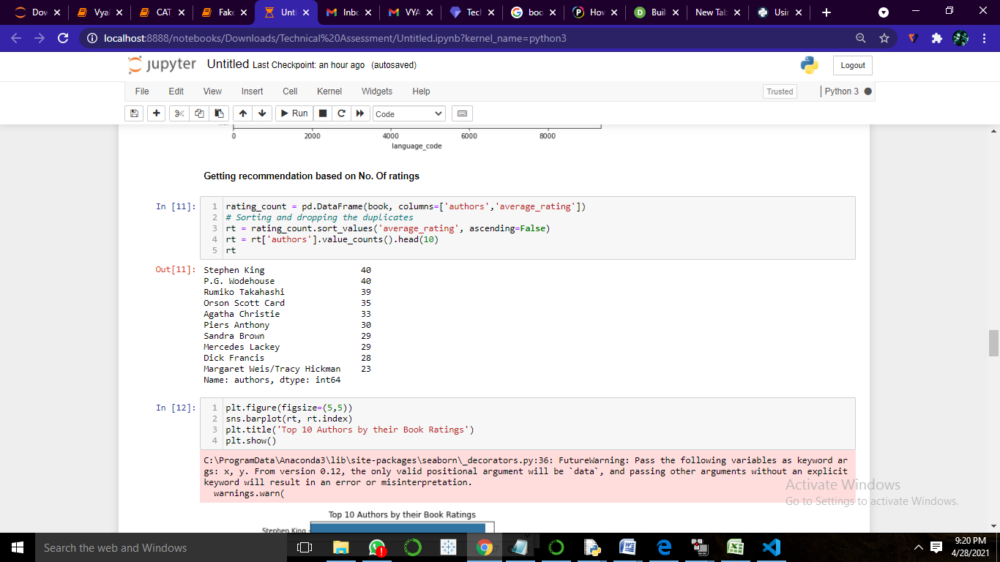 Dow
Vyal
CAT
Fake
Unti
Inbo
VYA
Tech
boo
How
Buil
New Tab
Usin
localhost:8888/notebooks/Downloads/Technical%20Assessment/Untitled.ipynb?kernel_name=python3
jupyter Untitled Last Checkpoint: an hour ago (autosaved)
Logout
File Edit View Insert Cell Kernel Widgets Help
Trusted
Python 3
Run
Code
0 2000 4000 6000 8000
language_code
Getting recommendation based on No. Of ratings
In [11]:
1 rating_count = pd.DataFrame(book, columns=['authors','average_rating'])
2 # Sorting and dropping the duplicates
3 rt = rating_count.sort_values('average_rating', ascending=False)
4 rt = rt['authors'].value_counts().head(10)
5 rt
Out[11]:
Stephen King 40
P.G. Wodehouse 40
Rumiko Takahashi 39
Orson Scott Card 35
Agatha Christie 33
Piers Anthony 30
Sandra Brown 29
Mercedes Lackey 29
Dick Francis 28
Margaret Weis/Tracy Hickman 23
Name: authors, dtype: int64
In [12]:
1 plt.figure(figsize=(5,5))
2 sns.barplot(rt, rt.index)
3 plt.title('Top 10 Authors by their Book Ratings')
4 plt.show()
C:\ProgramData\Anaconda3\lib\site-packages\seaborn\_decorators.py:36: FutureWarning: Pass the following variables as keyword ar
gs: x, y. From version 0.12, the only valid positional argument will be `data`, and passing other arguments without an explicit
keyword will result in an error or misinterpretation.
warnings.warn(
Activate Windows
Go to Settings to activate Windows.
Top 10 Authors by their Book Ratings
Stephen King
Search the web and Windows
9:20 PM
4/28/2021